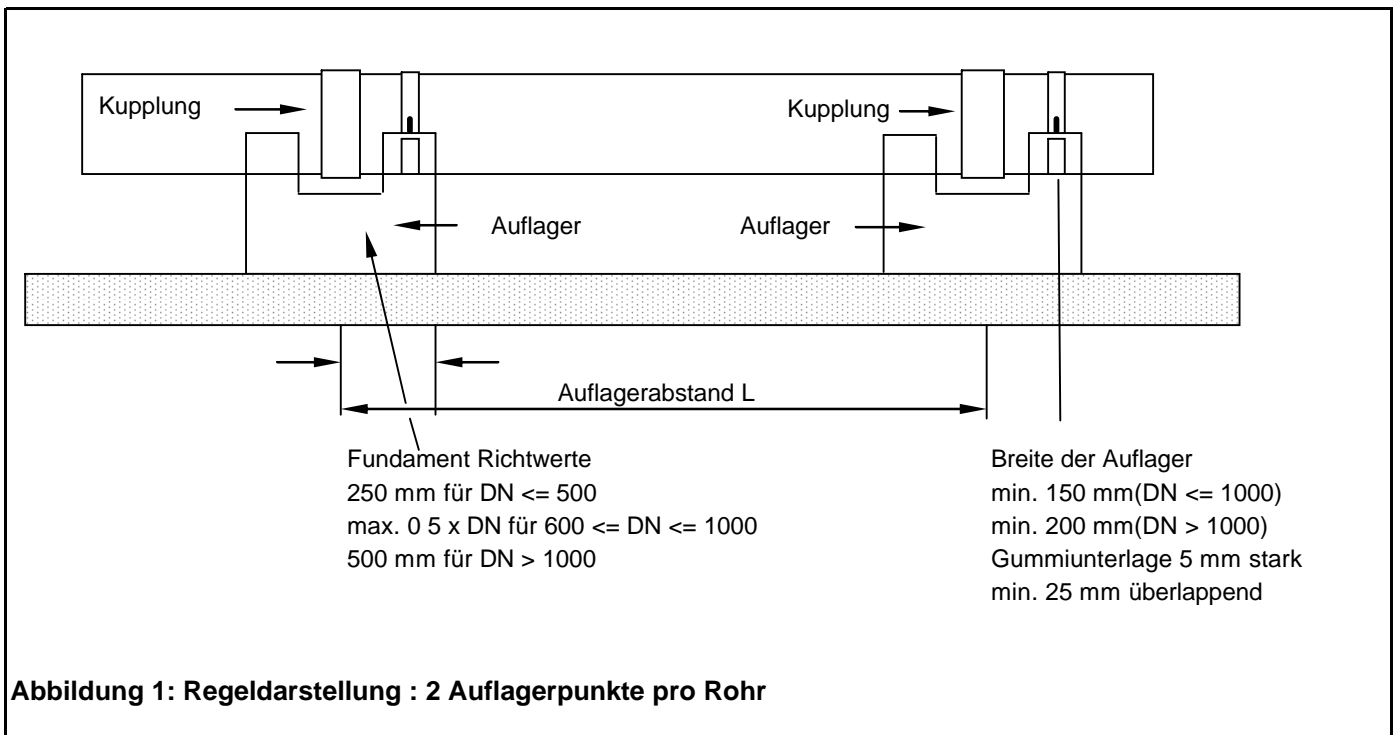 Kupplung
Kupplung
Auflager
Auflager
Auflagerabstand L
Fundament Richtwerte
250 mm für DN <= 500
max. 0 5 x DN für 600 <= DN <= 1000
500 mm für DN > 1000
Breite der Auflager
min. 150 mm(DN <= 1000)
min. 200 mm(DN > 1000)
Gummiunterlage 5 mm stark
min. 25 mm überlappend
Abbildung 1: Regeldarstellung : 2 Auflagerpunkte pro Rohr